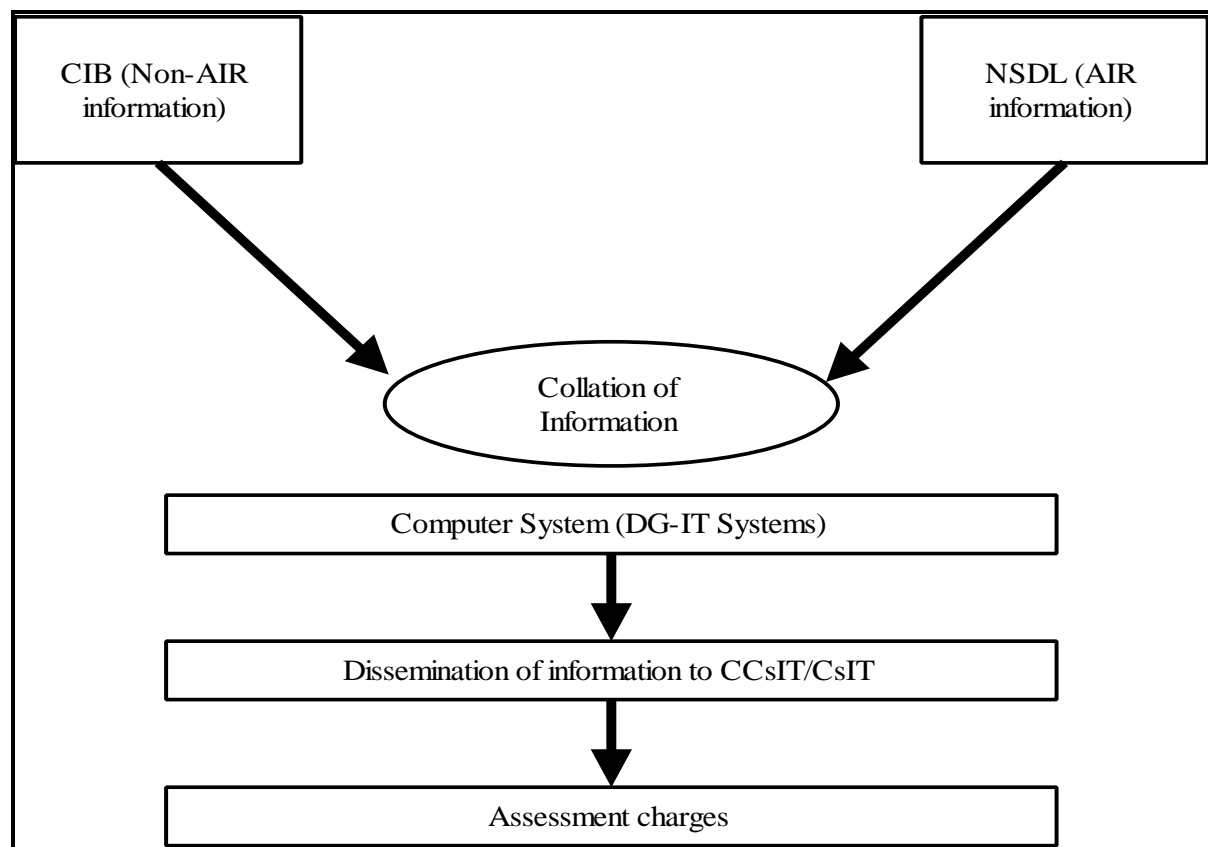 CIB (Non-AIR
information)
NSDL (AIR
information)
Collation of
Information
Computer System (DG-IT Systems)
Dissemination of information to CCsIT/CsIT
Assessment charges